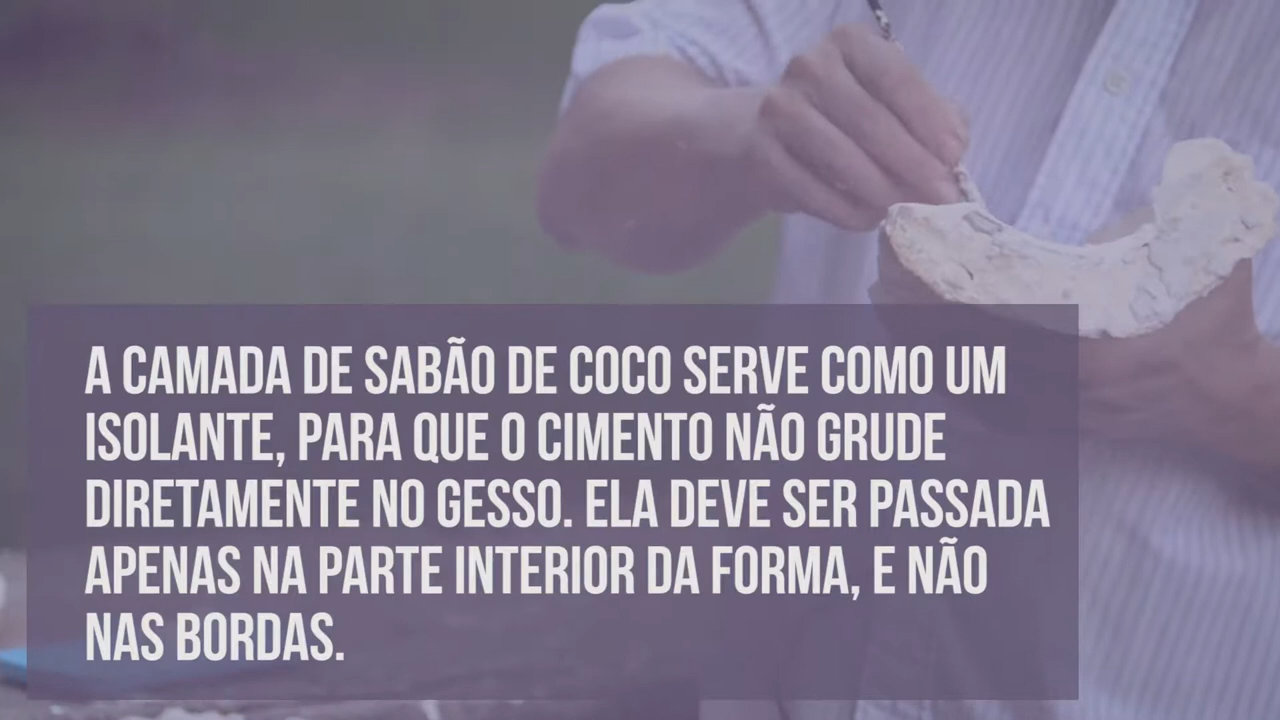 A CAMADA DE SABÃO DE COCO SERVE COMO UM
ISOLANTE, PARA QUE O CIMENTO NÃO GRUDE
DIRETAMENTE NO GESSO. ELA DEVE SER PASSADA
APENAS NA PARTE INTERIOR DA FORMA, E NÃO
NAS BORDAS.